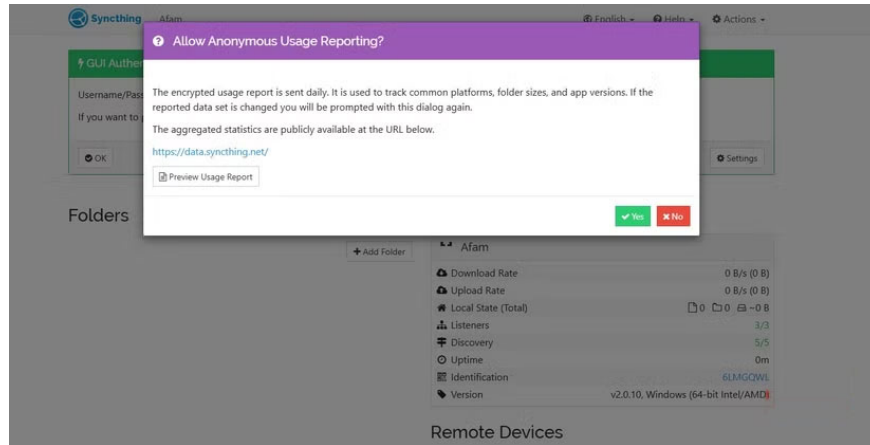 Syncthing Afam English Help Actions
Allow Anonymous Usage Reporting?
GUI Authen
Username/Pass
If you want to
The encrypted usage report is sent daily. It is used to track common platforms, folder sizes, and app versions. If the
reported data set is changed you will be prompted with this dialog again.
The aggregated statistics are publicly available at the URL below.
https://data.syncthing.net/
Preview Usage Report
OK
Settings
Yes No
Folders
Add Folder
Afam
Download Rate 0 B/s (0 B)
Upload Rate 0 B/s (0 B)
Local State (Total) 0 0 ~0 B
Listeners 3/3
Discovery 5/5
Uptime 0m
Identification 6LMGQWL
Version v2.0.10, Windows (64-bit Intel/AMD)
Remote Devices